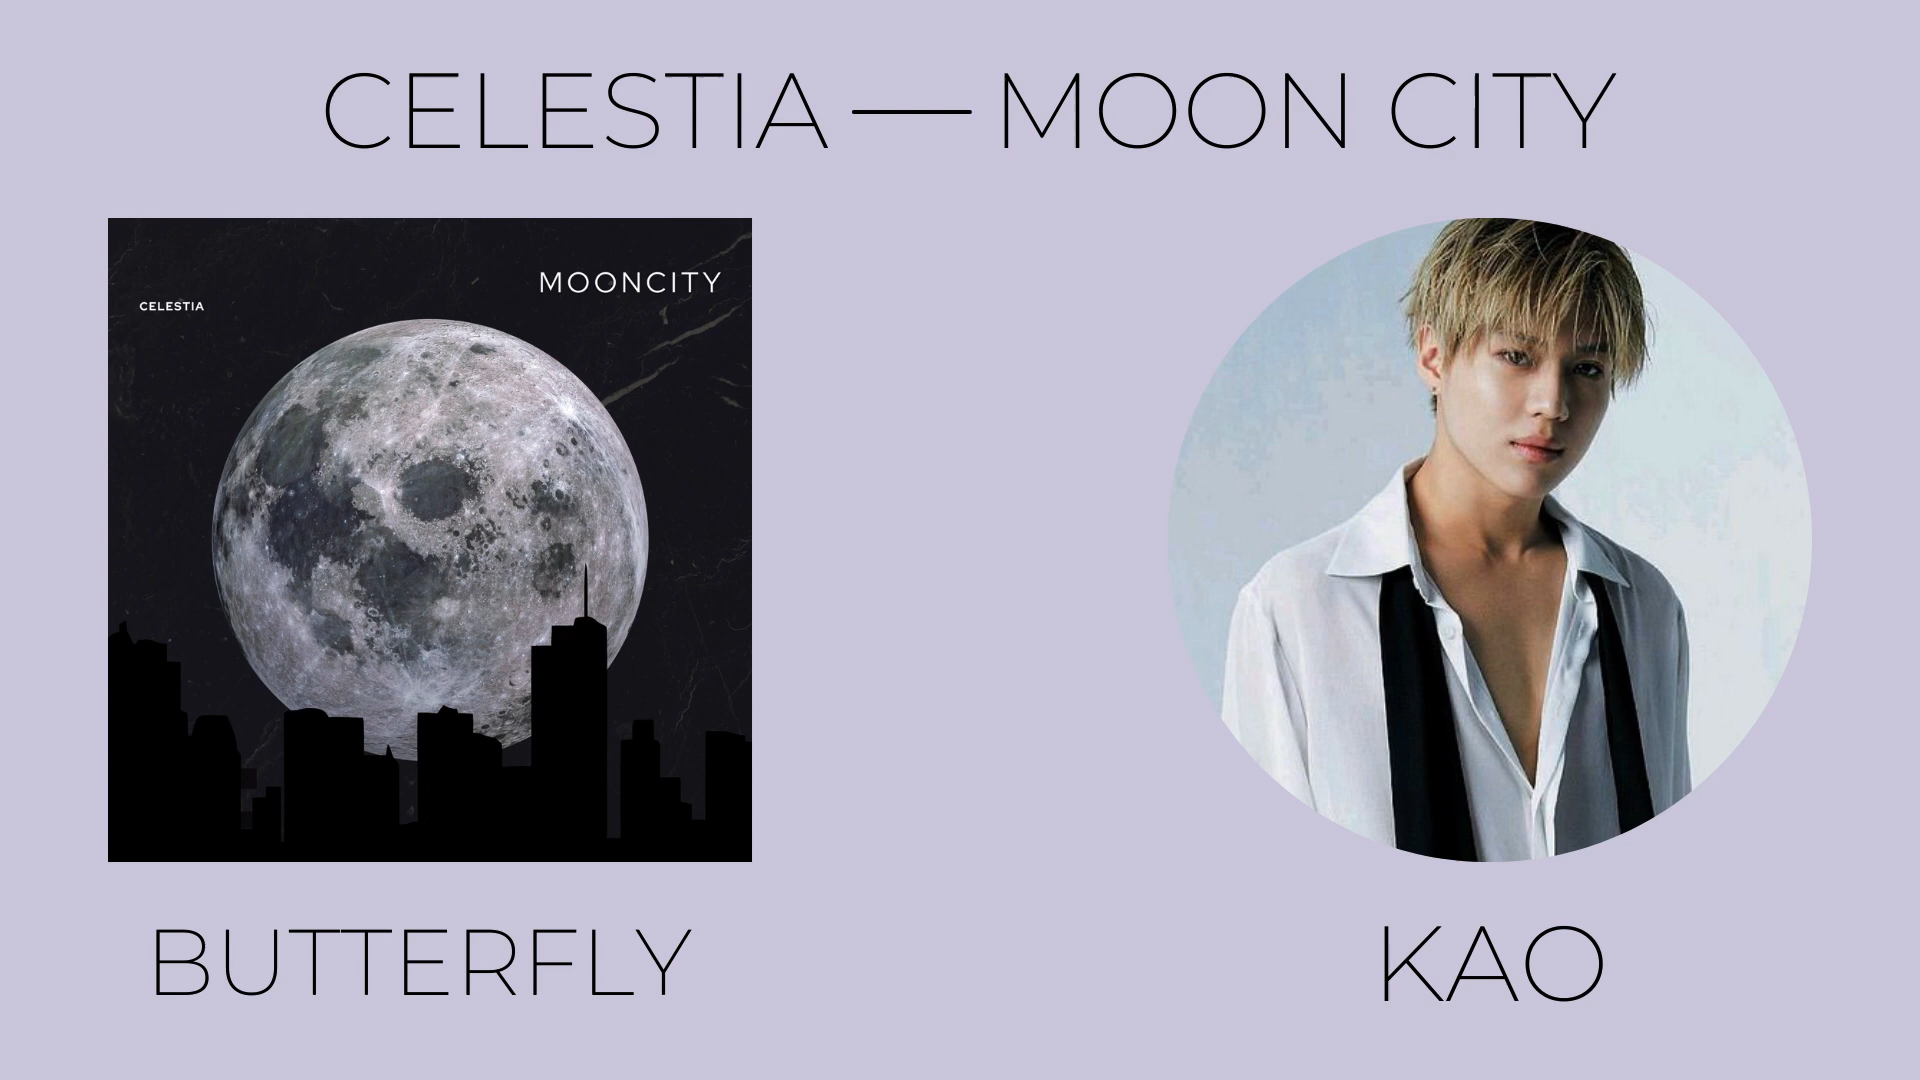 CELESTIA — MOON CITY
MOONCITY
CELESTIA
BUTTERFLY
KAO